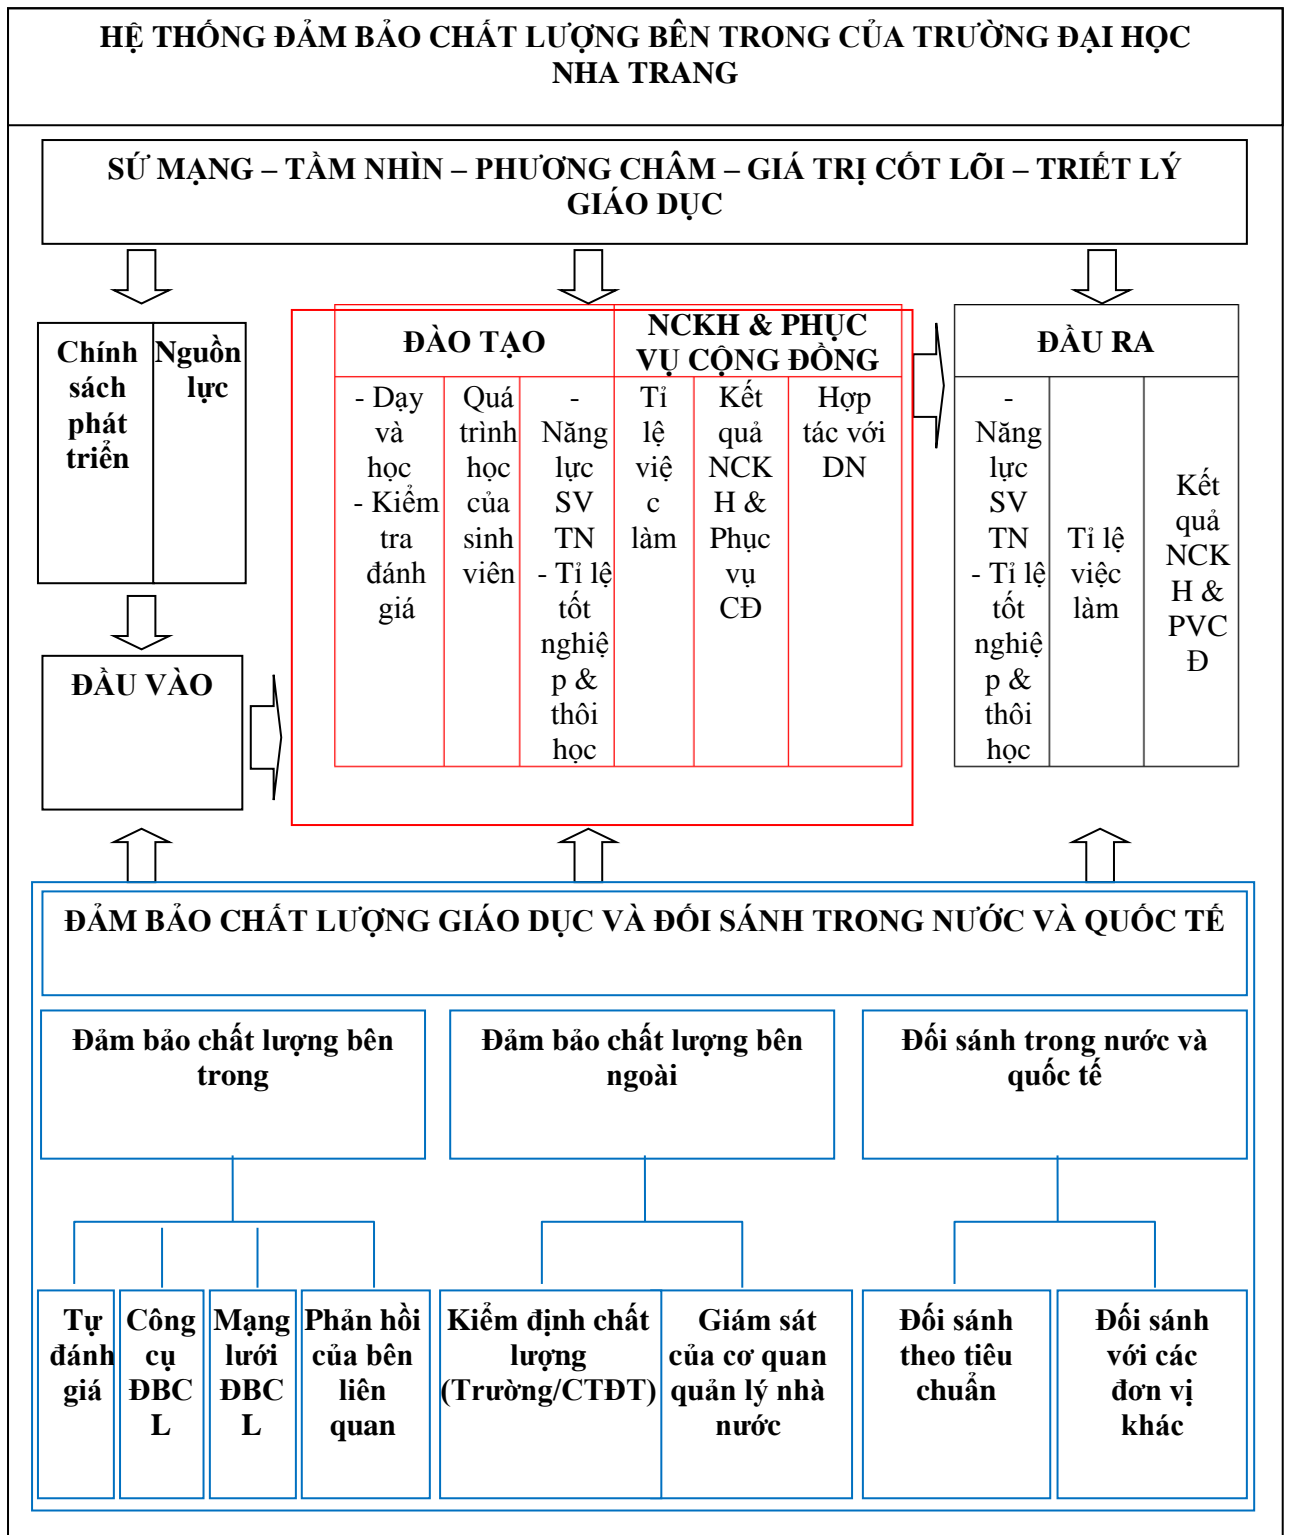 HỆ THỐNG ĐẢM BẢO CHẤT LƯỢNG BÊN TRONG CỦA TRƯỜNG ĐẠI HỌC
NHA TRANG
SỨ MẠNG – TẦM NHÌN – PHƯƠNG CHÂM – GIÁ TRỊ CỐT LÕI – TRIẾT LÝ
GIÁO DỤC
Chính
sách
phát
triển
Nguồn
lực
ĐẦU VÀO
ĐÀO TẠO
- Dạy
và
học
- Kiểm
tra
đánh
giá
Quá
trình
học
của
sinh
viên
-
Năng
lực
SV
TN
- Tỉ lệ
tốt
nghiệ
p &
thôi
học
NCKH & PHỤC
VỤ CỘNG ĐỒNG
Tỉ
lệ
việ
c
làm
Kết
quả
NCK
H &
Phục
vụ
CĐ
Hợp
tác với
DN
ĐẦU RA
-
Năng
lực
SV
TN
- Tỉ lệ
tốt
nghiệ
p &
thôi
học
Tỉ lệ
việc
làm
Kết
quả
NCK
H &
PVC
Đ
ĐẢM BẢO CHẤT LƯỢNG GIÁO DỤC VÀ ĐỐI SÁNH TRONG NƯỚC VÀ QUỐC TẾ
Đảm bảo chất lượng bên
trong
Đảm bảo chất lượng bên
ngoài
Đối sánh trong nước và
quốc tế
Tự
đánh
giá
Công
cụ
ĐBC
L
Mạng
lưới
ĐBC
L
Phản hồi
của bên
liên
quan
Kiểm định chất
lượng
(Trường/CTĐT)
Giám sát
của cơ quan
quản lý nhà
nước
Đối sánh
theo tiêu
chuẩn
Đối sánh
với các
đơn vị
khác